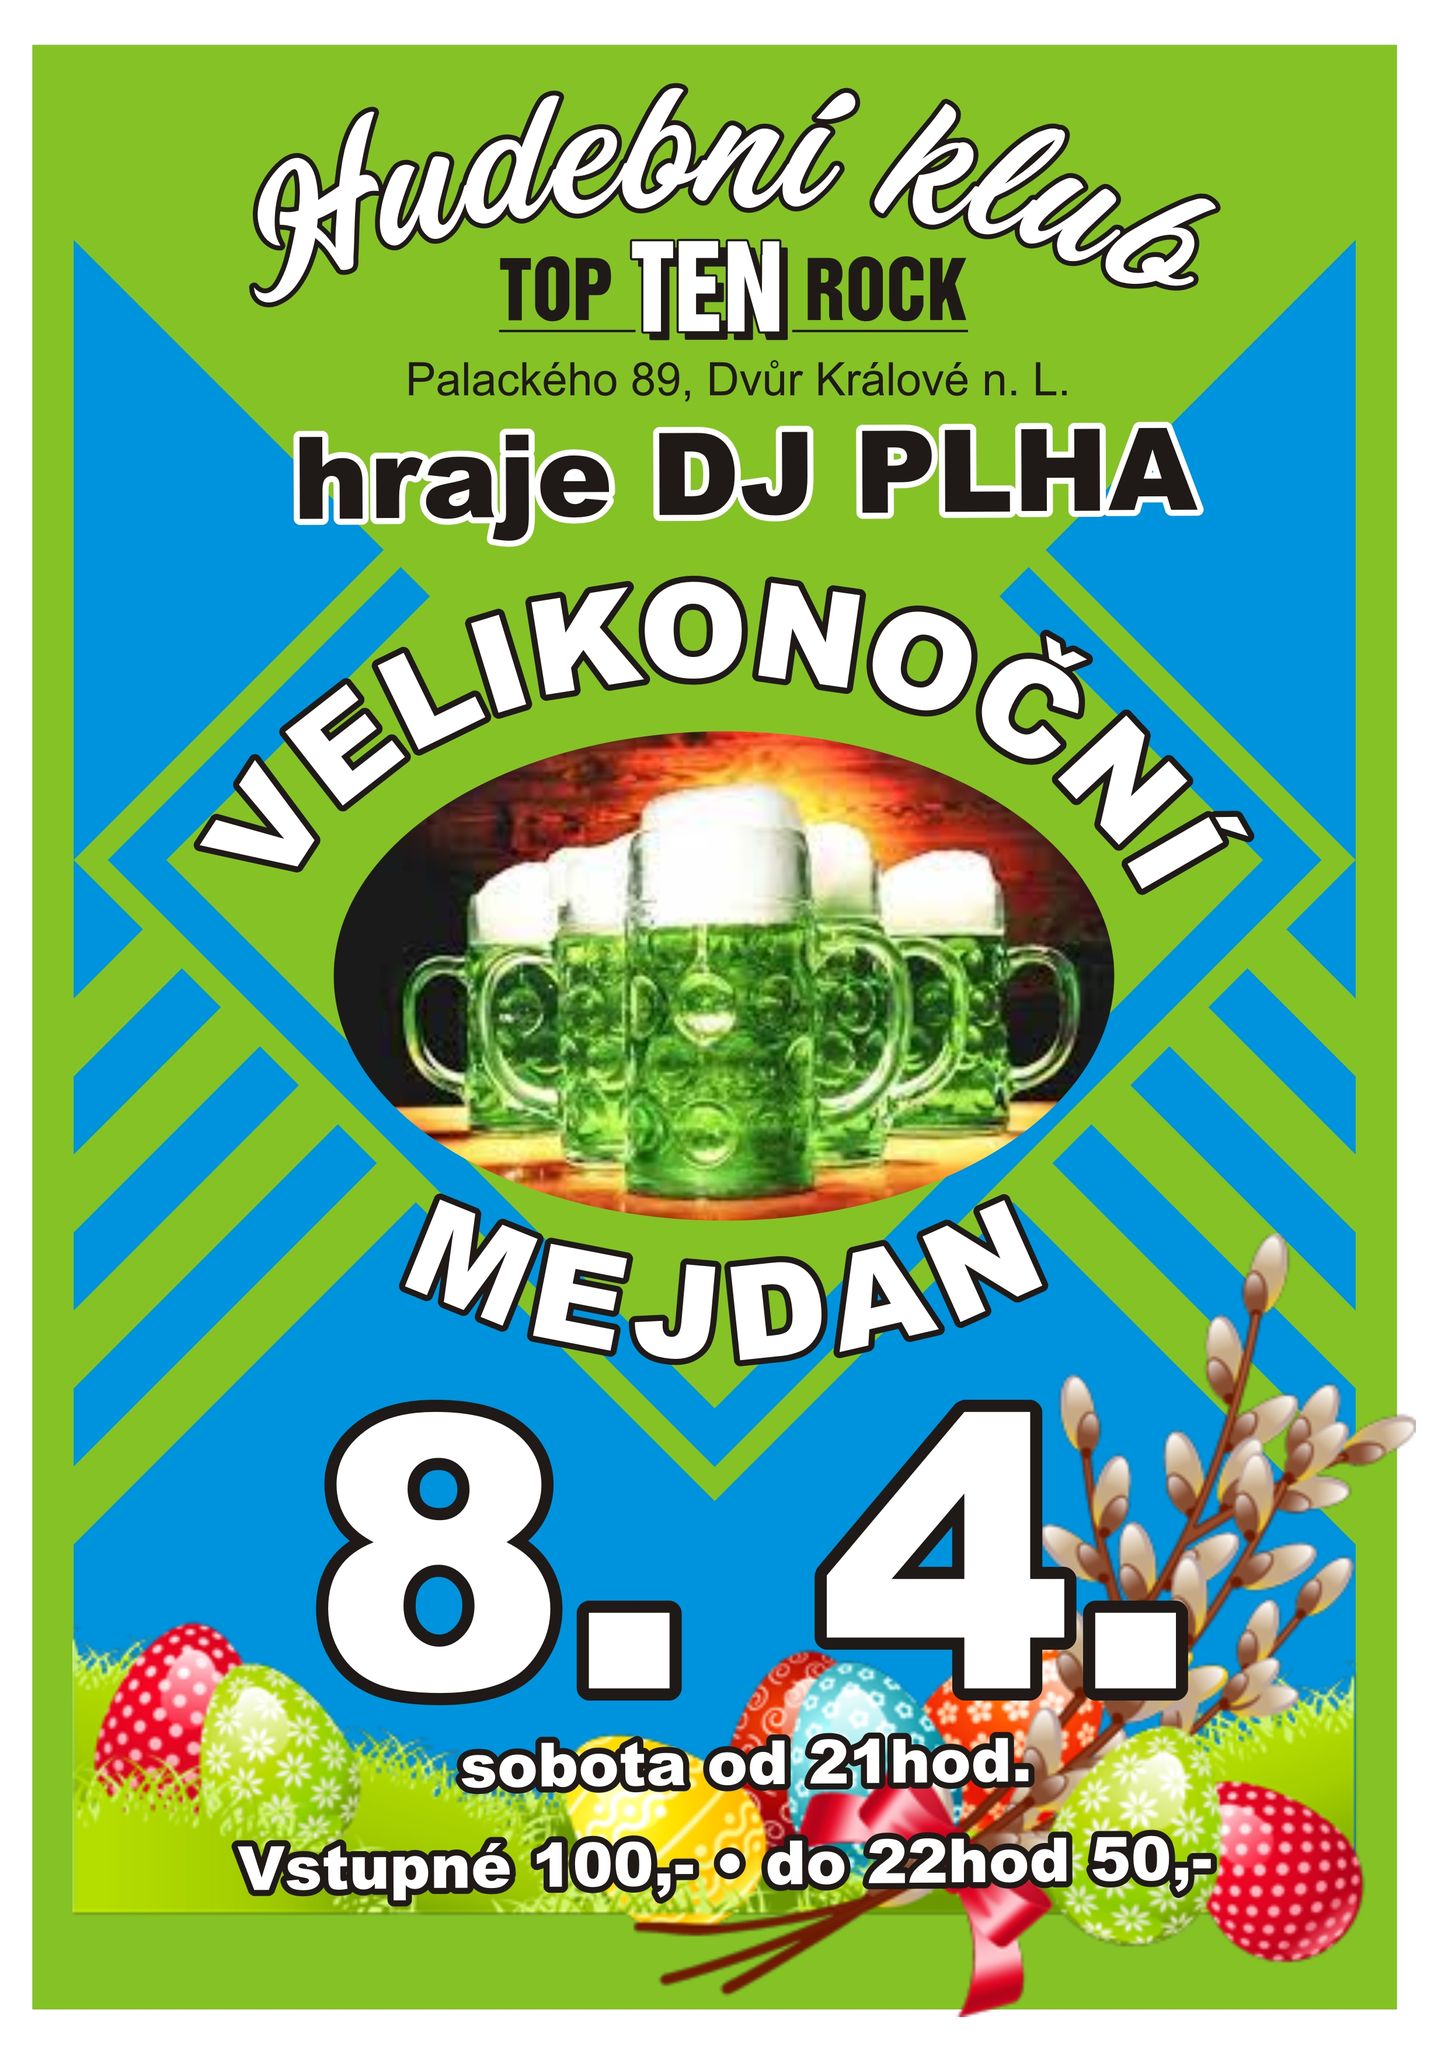 Hudební klub
TOP TEN ROCK
Palackého 89, Dvůr Králové n. L.
hraje DJ PLHA
VELIKONOČNÍ
MEJDAN
8. 4.
sobota od 21hod.
Vstupné 100,- • do 22hod 50,-